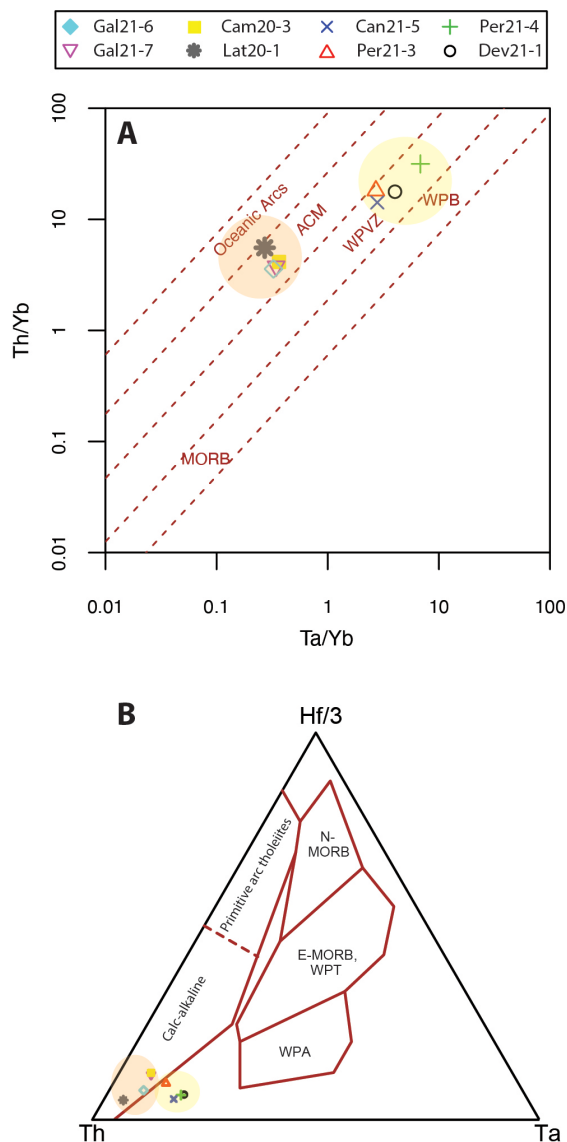 Gal21-6 Cam20-3 Can21-5 Per21-4
Gal21-7 Lat20-1 Per21-3 Dev21-1
A
100
10
1
0.1
0.01
Th/Yb
Oceanic Arcs
ACM
WPVZ
WPB
MORB
0.01 0.1 1 10 100
Ta/Yb
B
Hf/3
Primitive arc tholeiites
N-
MORB
E-MORB,
WPT
Calc-alkaline
WPA
Th Ta